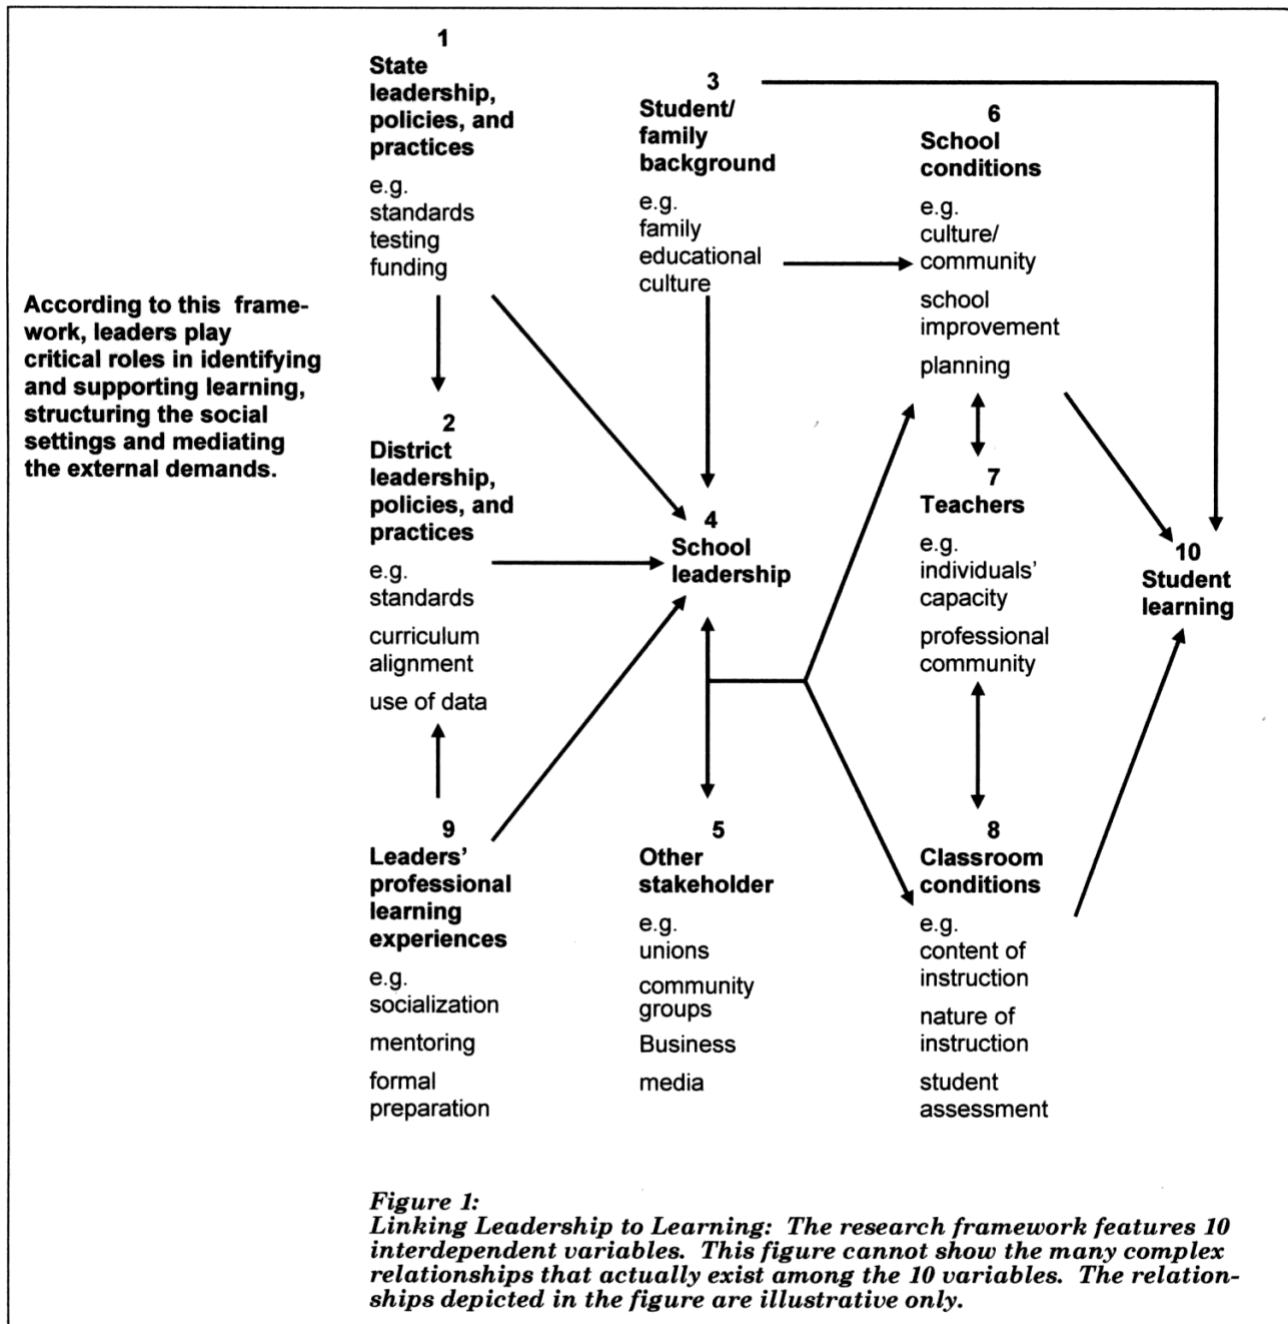 1
State
leadership,
policies, and
practices
e.g.
standards
testing
funding
3
Student/
family
background
e.g.
family
educational
culture
6
School
conditions
e.g.
culture/
community
school
improvement
planning
According to this frame-
work, leaders play
critical roles in identifying
and supporting learning,
structuring the social
settings and mediating
the external demands.
2
District
leadership,
policies, and
practices
e.g.
standards
curriculum
alignment
use of data
4
School
leadership
7
Teachers
e.g.
individuals'
capacity
professional
community
10
Student
learning
9
Leaders'
professional
learning
experiences
e.g.
socialization
mentoring
formal
preparation
5
Other
stakeholder
e.g.
unions
community
groups
Business
media
8
Classroom
conditions
e.g.
content of
instruction
nature of
instruction
student
assessment
Figure 1:
Linking Leadership to Learning: The research framework features 10
interdependent variables. This figure cannot show the many complex
relationships that actually exist among the 10 variables. The relation-
ships depicted in the figure are illustrative only.